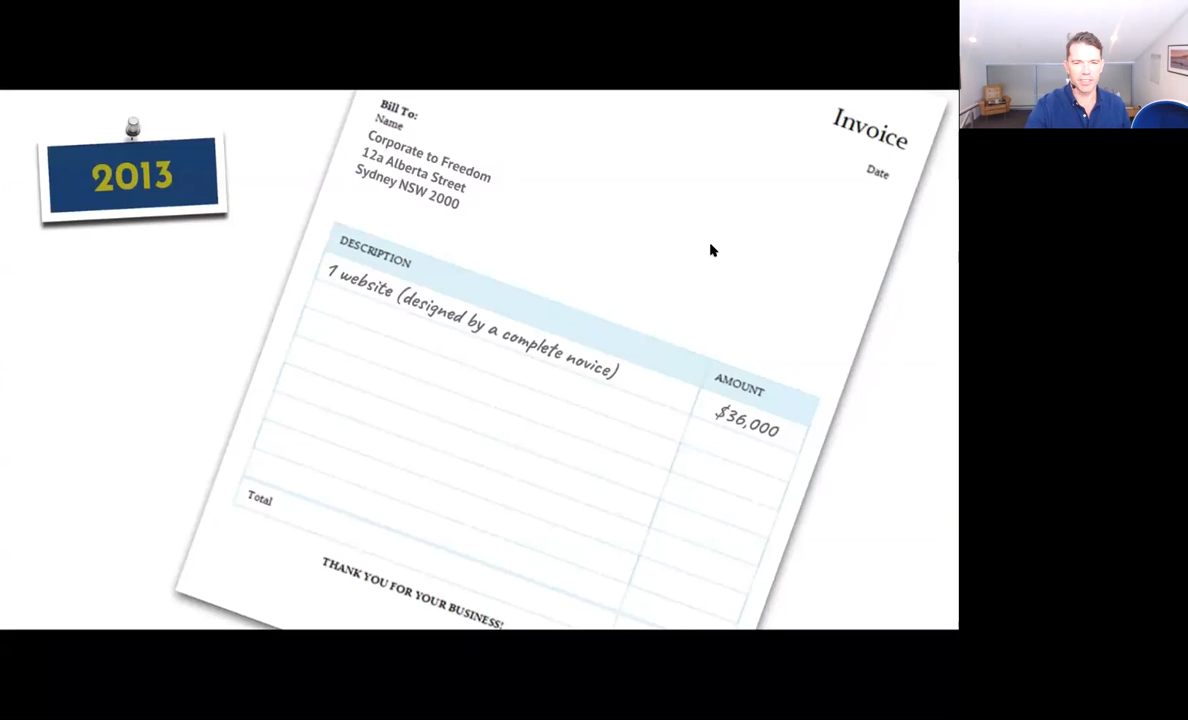 2013
Invoice
Date
Bill To:
Name
Corporate to Freedom
12a Alberta Street
Sydney NSW 2000
DESCRIPTION
AMOUNT
1 website (designed by a complete novice)
$36,000
Total
THANK YOU FOR YOUR BUSINESS!